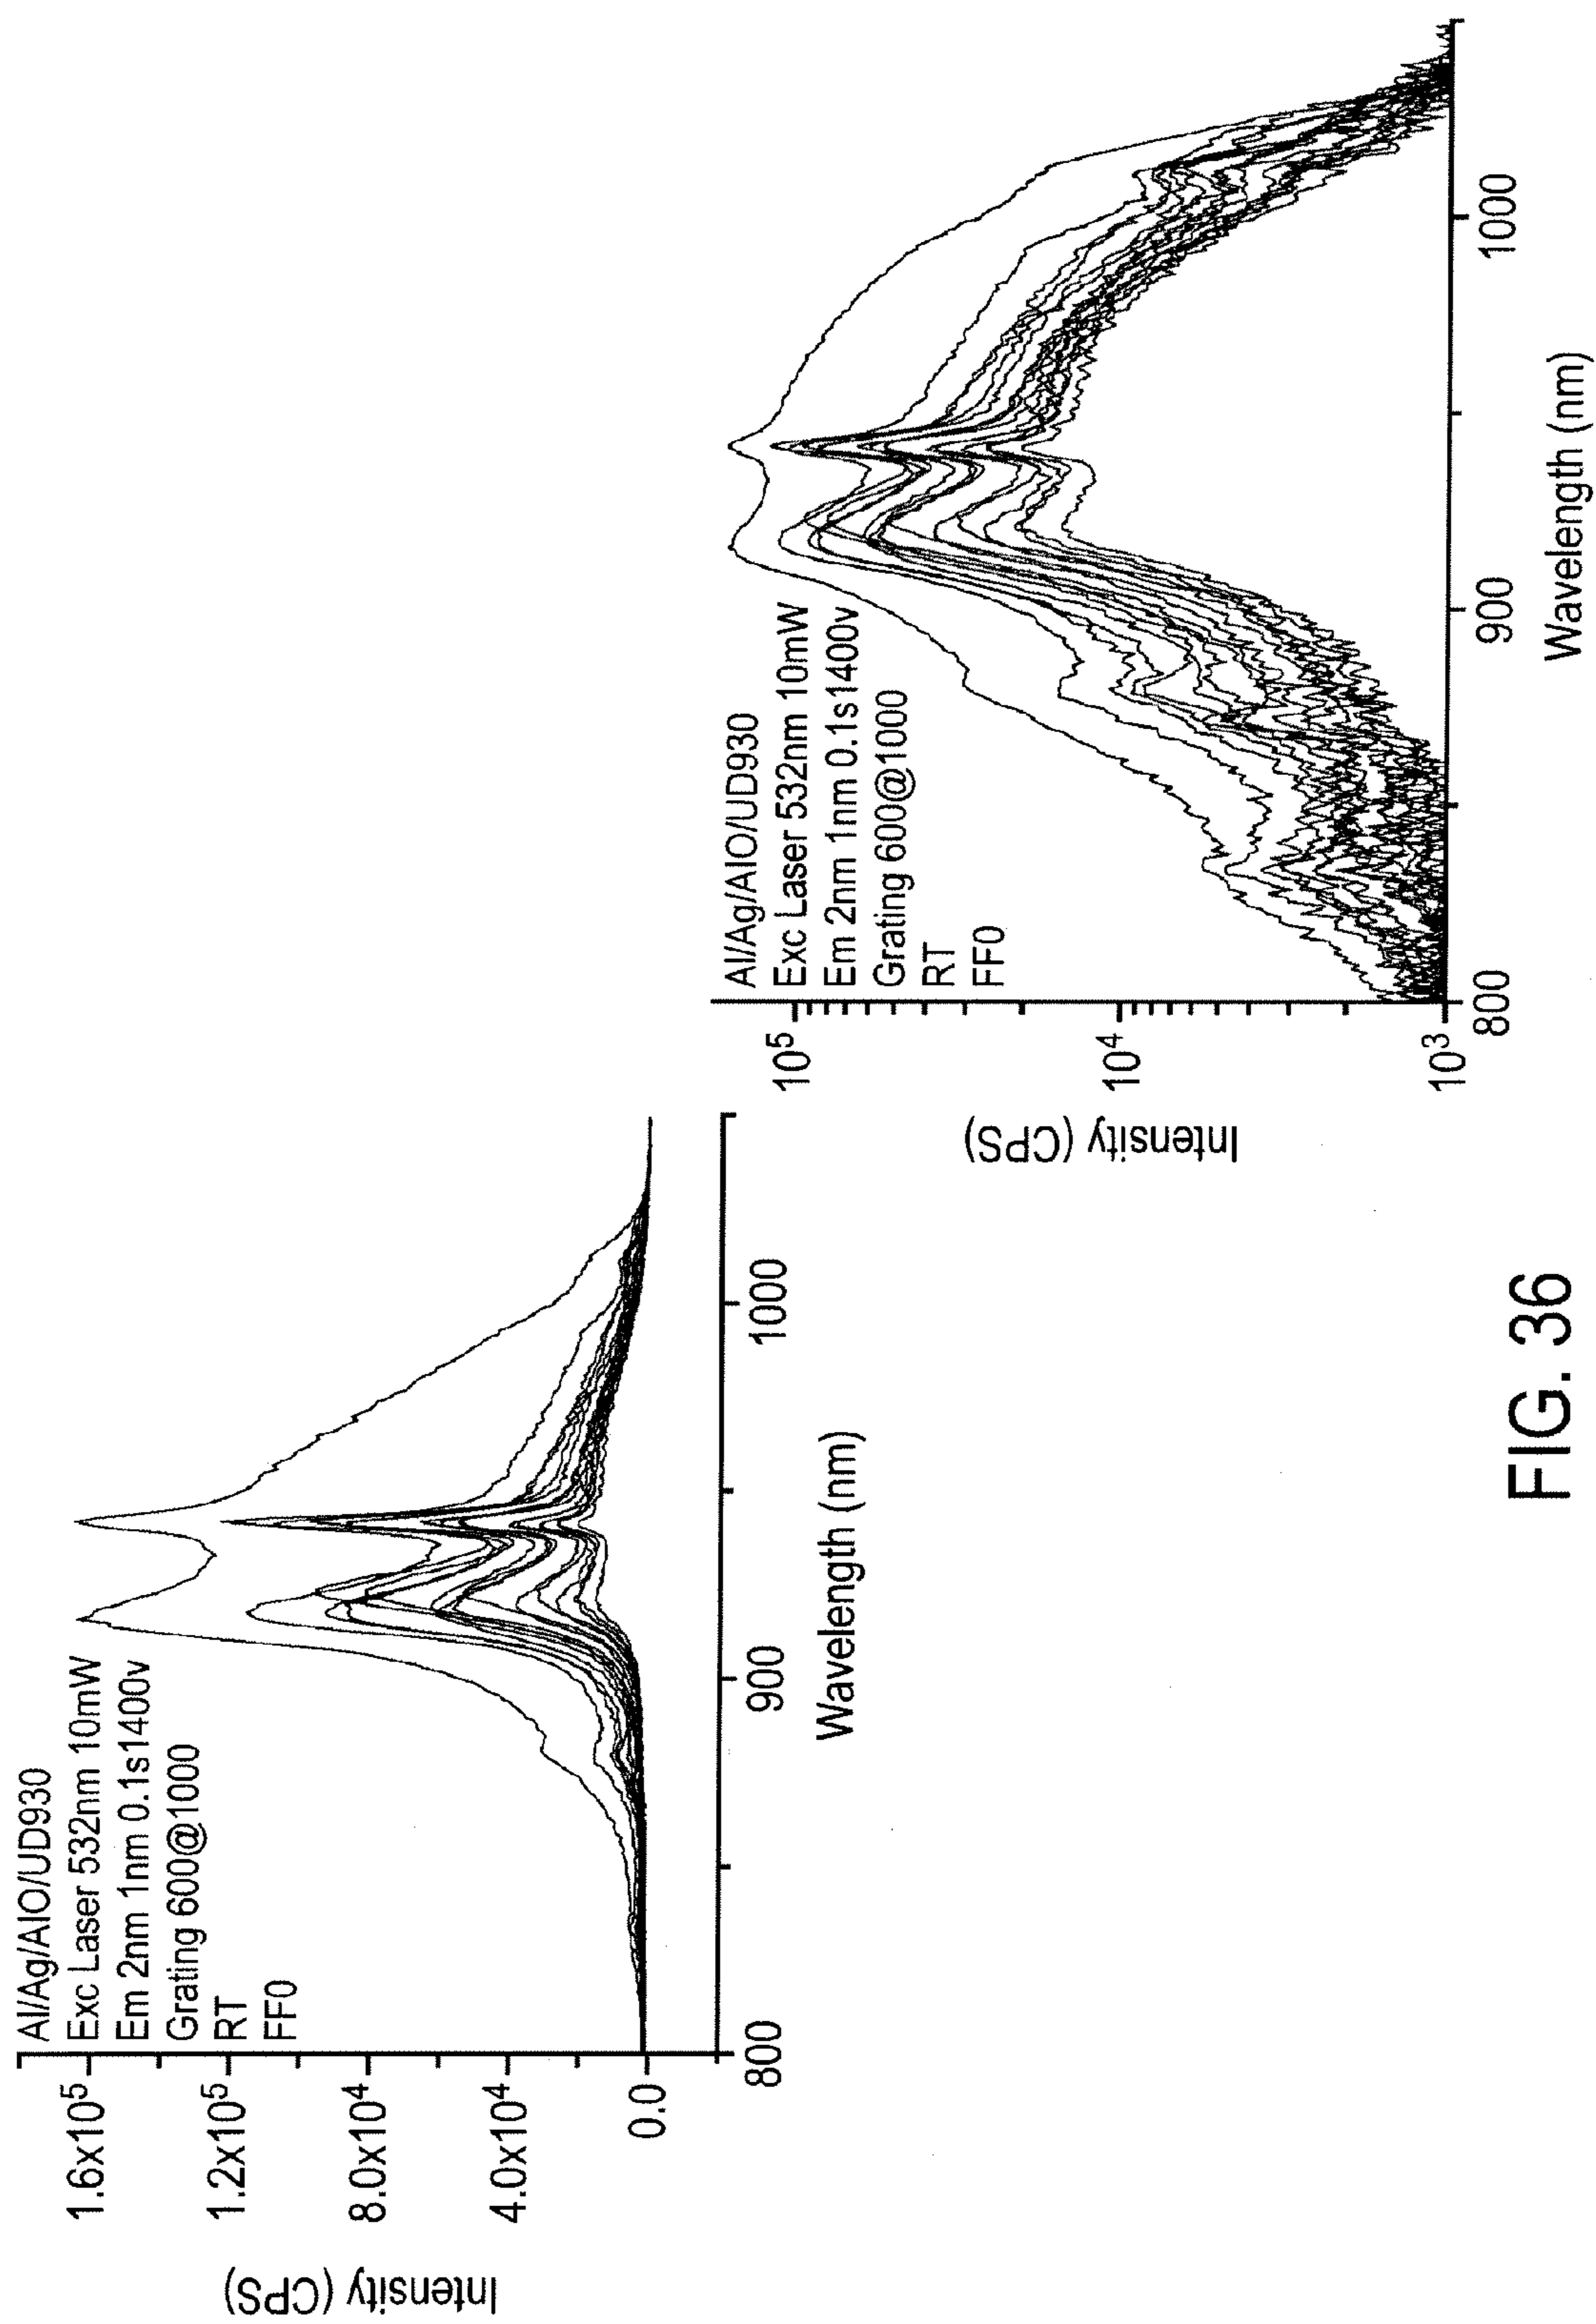 Al/Ag/AlO/UD930
Exc Laser 532nm 10mW
Em 2nm 1nm 0.1s1400v
Grating 600@1000
RT
FF0
1.6x10⁵
1.2x10⁵
8.0x10⁴
4.0x10⁴
0.0
Intensity (CPS)
800
900
1000
Wavelength (nm)
Al/Ag/AlO/UD930
Exc Laser 532nm 10mW
Em 2nm 1nm 0.1s1400v
Grating 600@1000
RT
FF0
10⁵
10⁴
10³
Intensity (CPS)
800
900
1000
Wavelength (nm)
FIG. 36